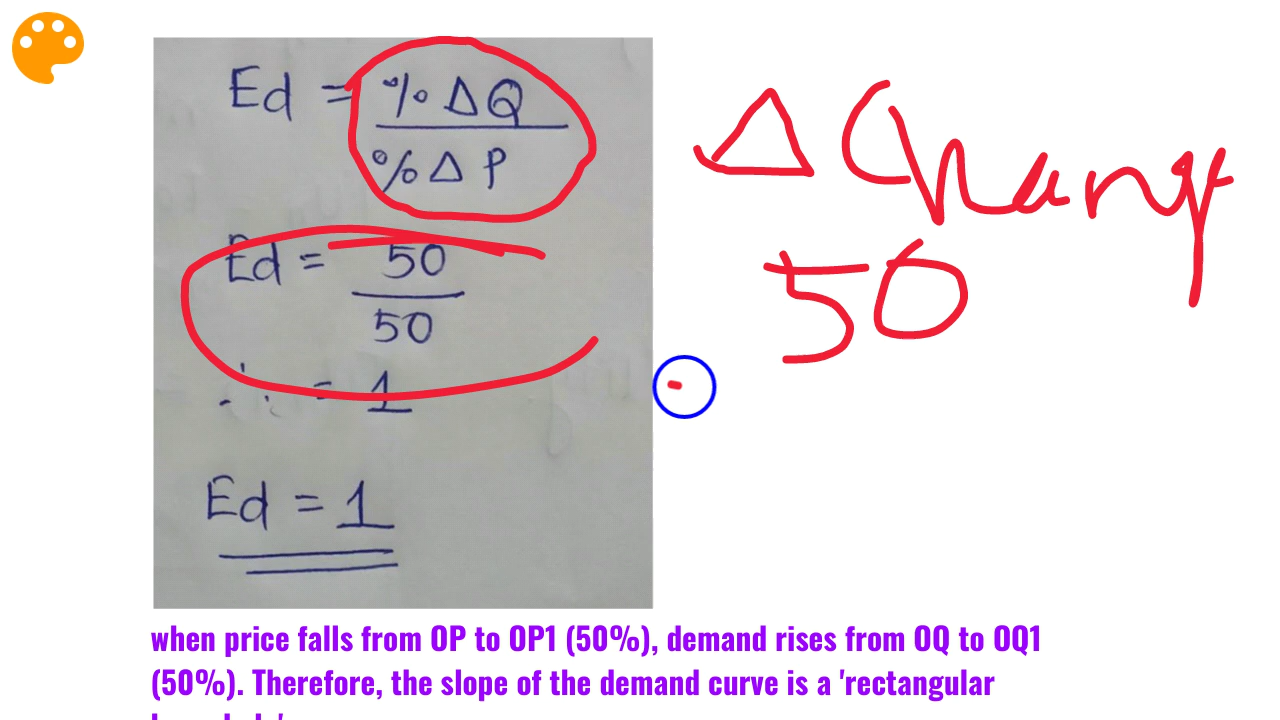 Ed = %ΔQ
%ΔP
Δ Change
Ed = 50
50
50
∴ = 1
Ed = 1
when price falls from OP to OP1 (50%), demand rises from OQ to OQ1
(50%). Therefore, the slope of the demand curve is a 'rectangular